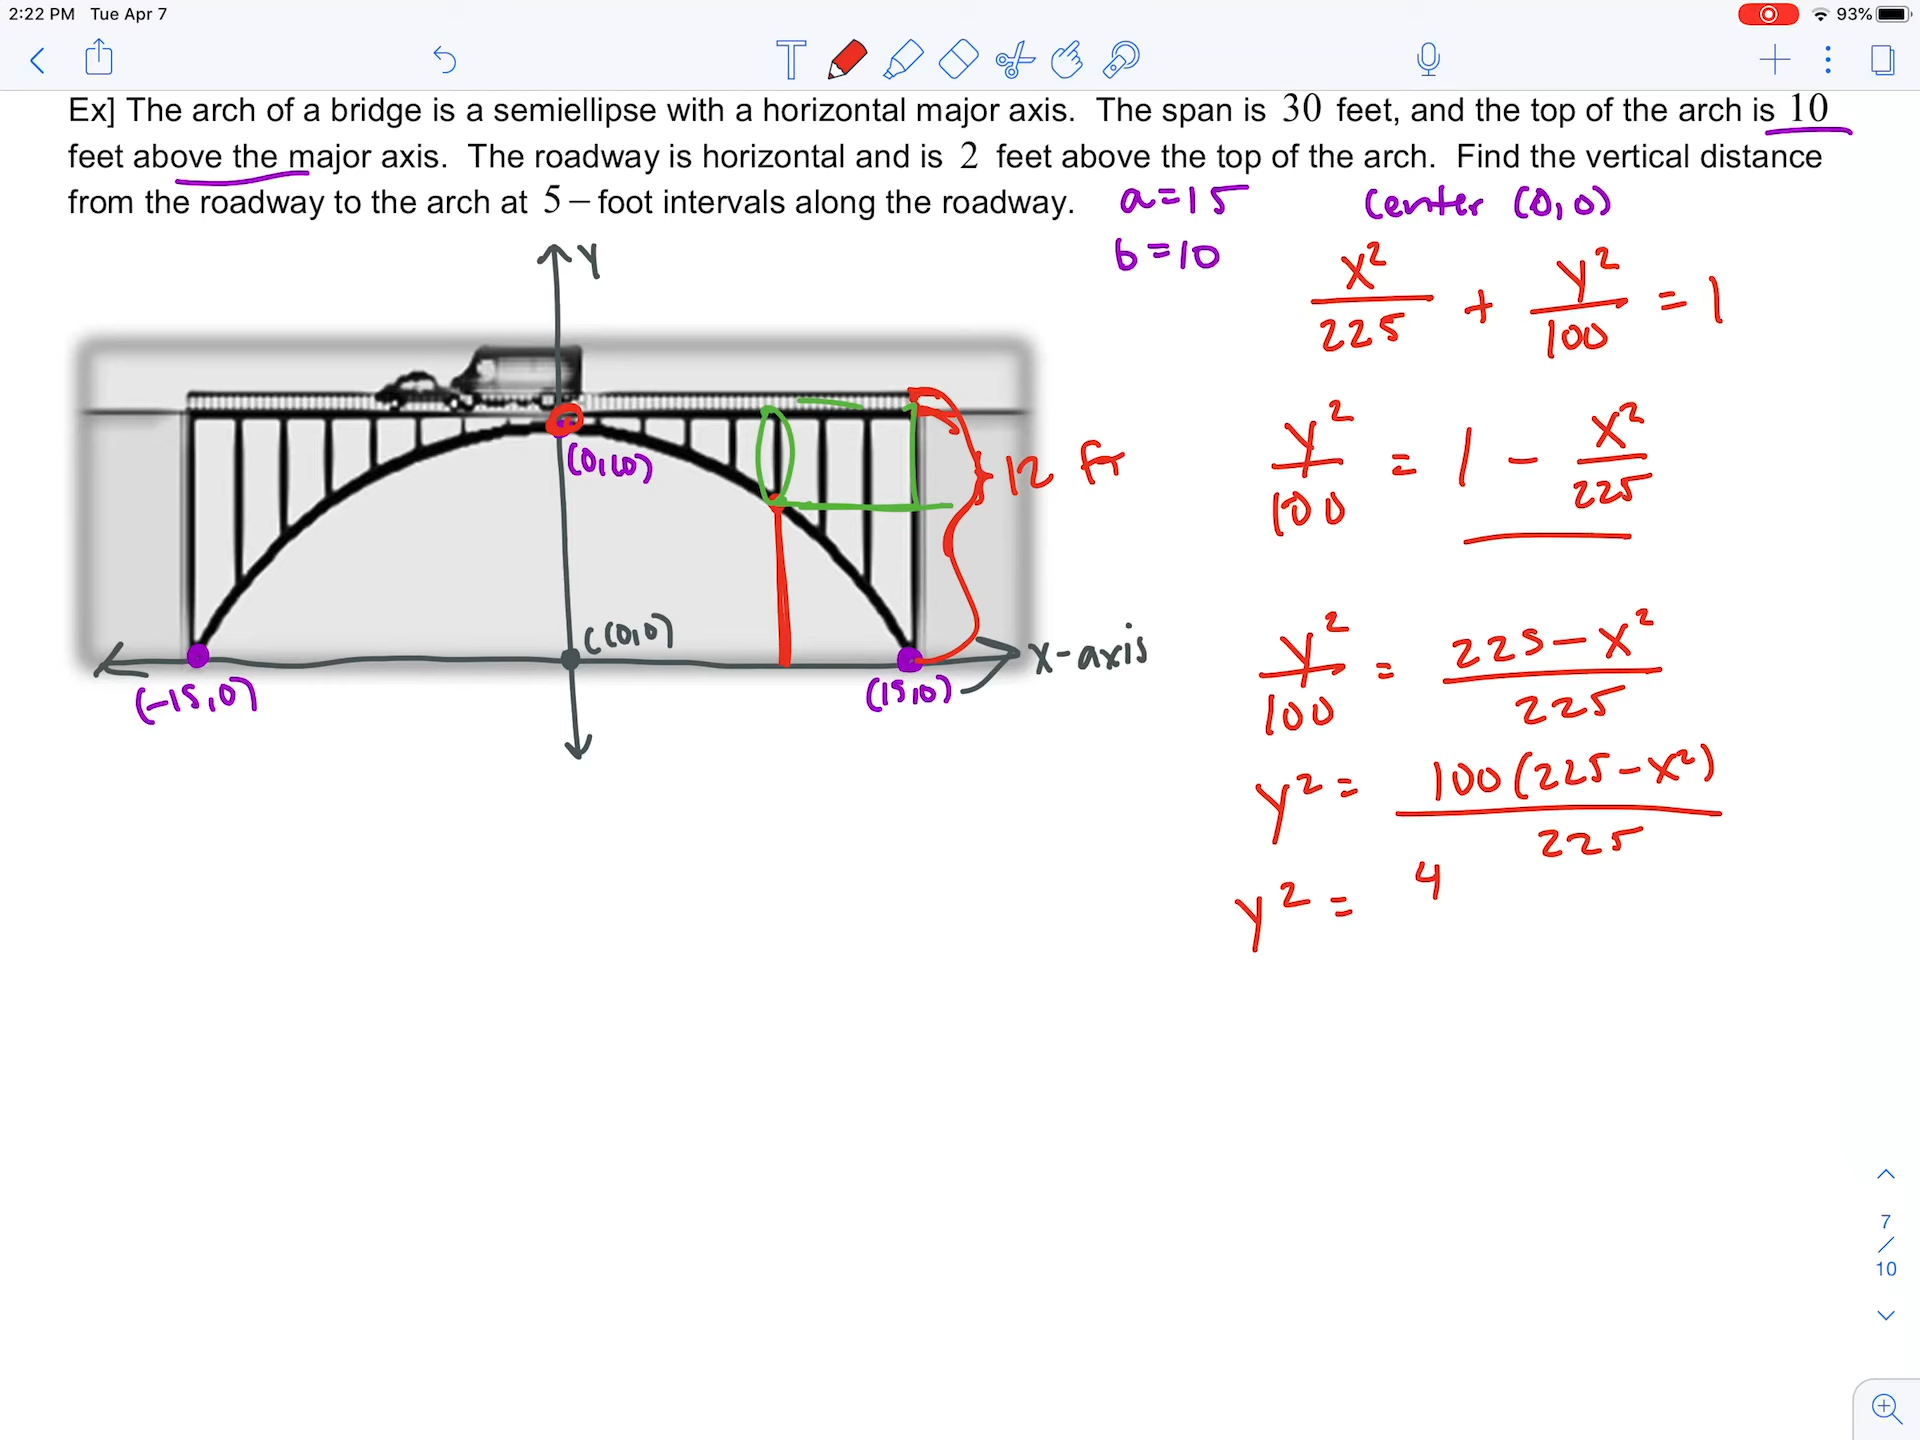 2:22 PM Tue Apr 7
93%
T
Ex] The arch of a bridge is a semiellipse with a horizontal major axis. The span is 30 feet, and the top of the arch is 10
feet above the major axis. The roadway is horizontal and is 2 feet above the top of the arch. Find the vertical distance
from the roadway to the arch at 5–foot intervals along the roadway.
a=15
b=10
center (0,0)
x²/225 + y²/100 = 1
y²/100 = 1 - x²/225
y²/100 = 225-x²/225
y² = 100(225-x²)/225
y² = 4
Y
(0,10)
12 ft
C(0,0)
x-axis
(-15,0)
(15,0)
7
/
10